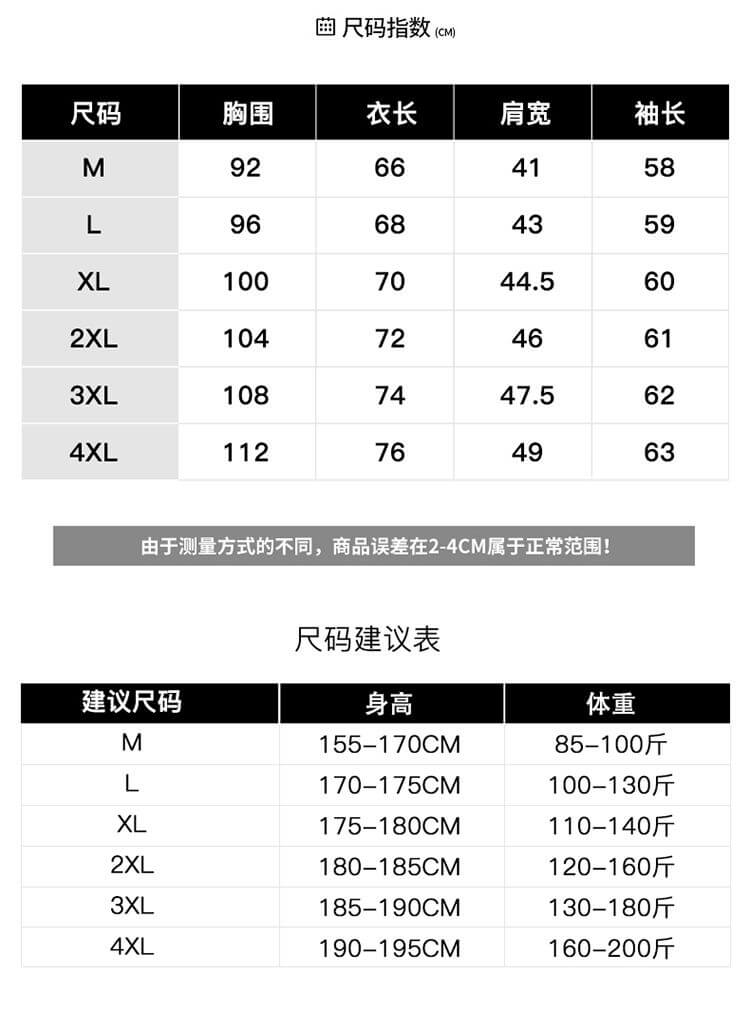 尺码指数(CM)
尺码 胸围 衣长 肩宽 袖长
M 92 66 41 58
L 96 68 43 59
XL 100 70 44.5 60
2XL 104 72 46 61
3XL 108 74 47.5 62
4XL 112 76 49 63
由于测量方式的不同，商品误差在2-4CM属于正常范围！
尺码建议表
建议尺码 身高 体重
M 155–170CM 85–100斤
L 170–175CM 100–130斤
XL 175–180CM 110–140斤
2XL 180–185CM 120–160斤
3XL 185–190CM 130–180斤
4XL 190–195CM 160–200斤